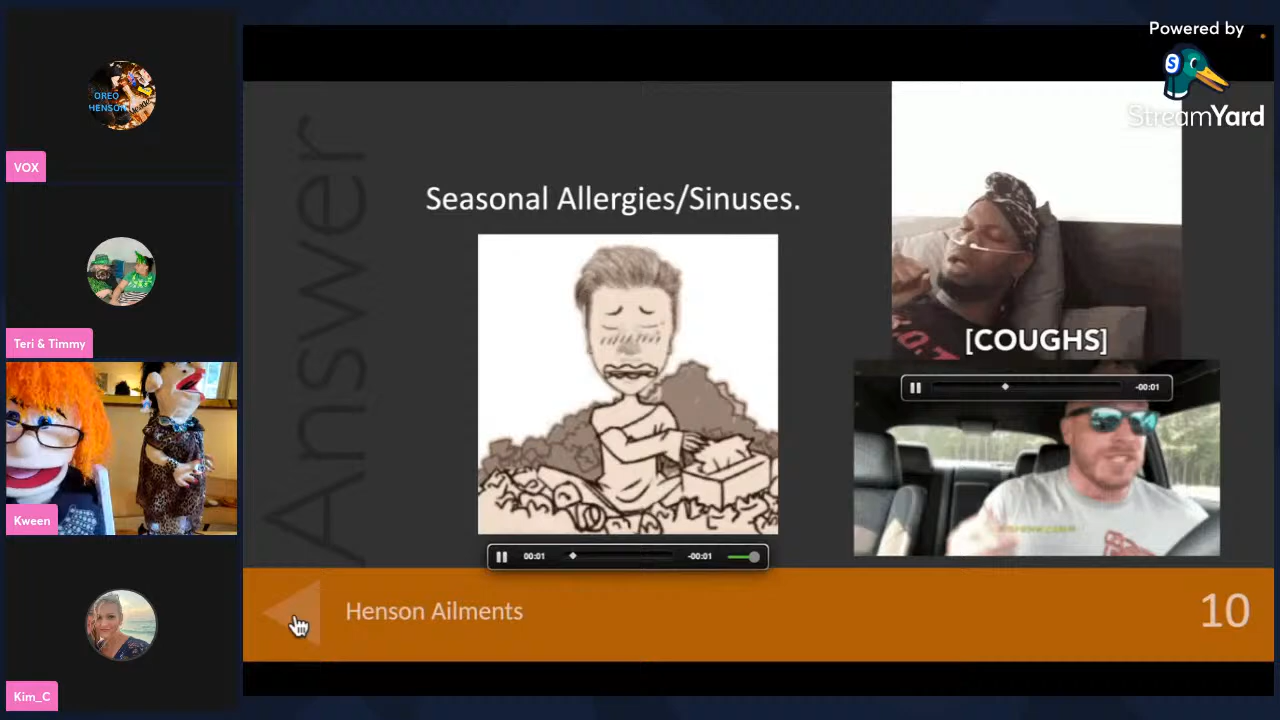 OREO
HENSON
VOX
Teri & Timmy
Kween
Kim_C
Powered by
StreamYard
Answer
Seasonal Allergies/Sinuses.
[COUGHS]
-00:01
00:01
-00:01
Henson Ailments
10